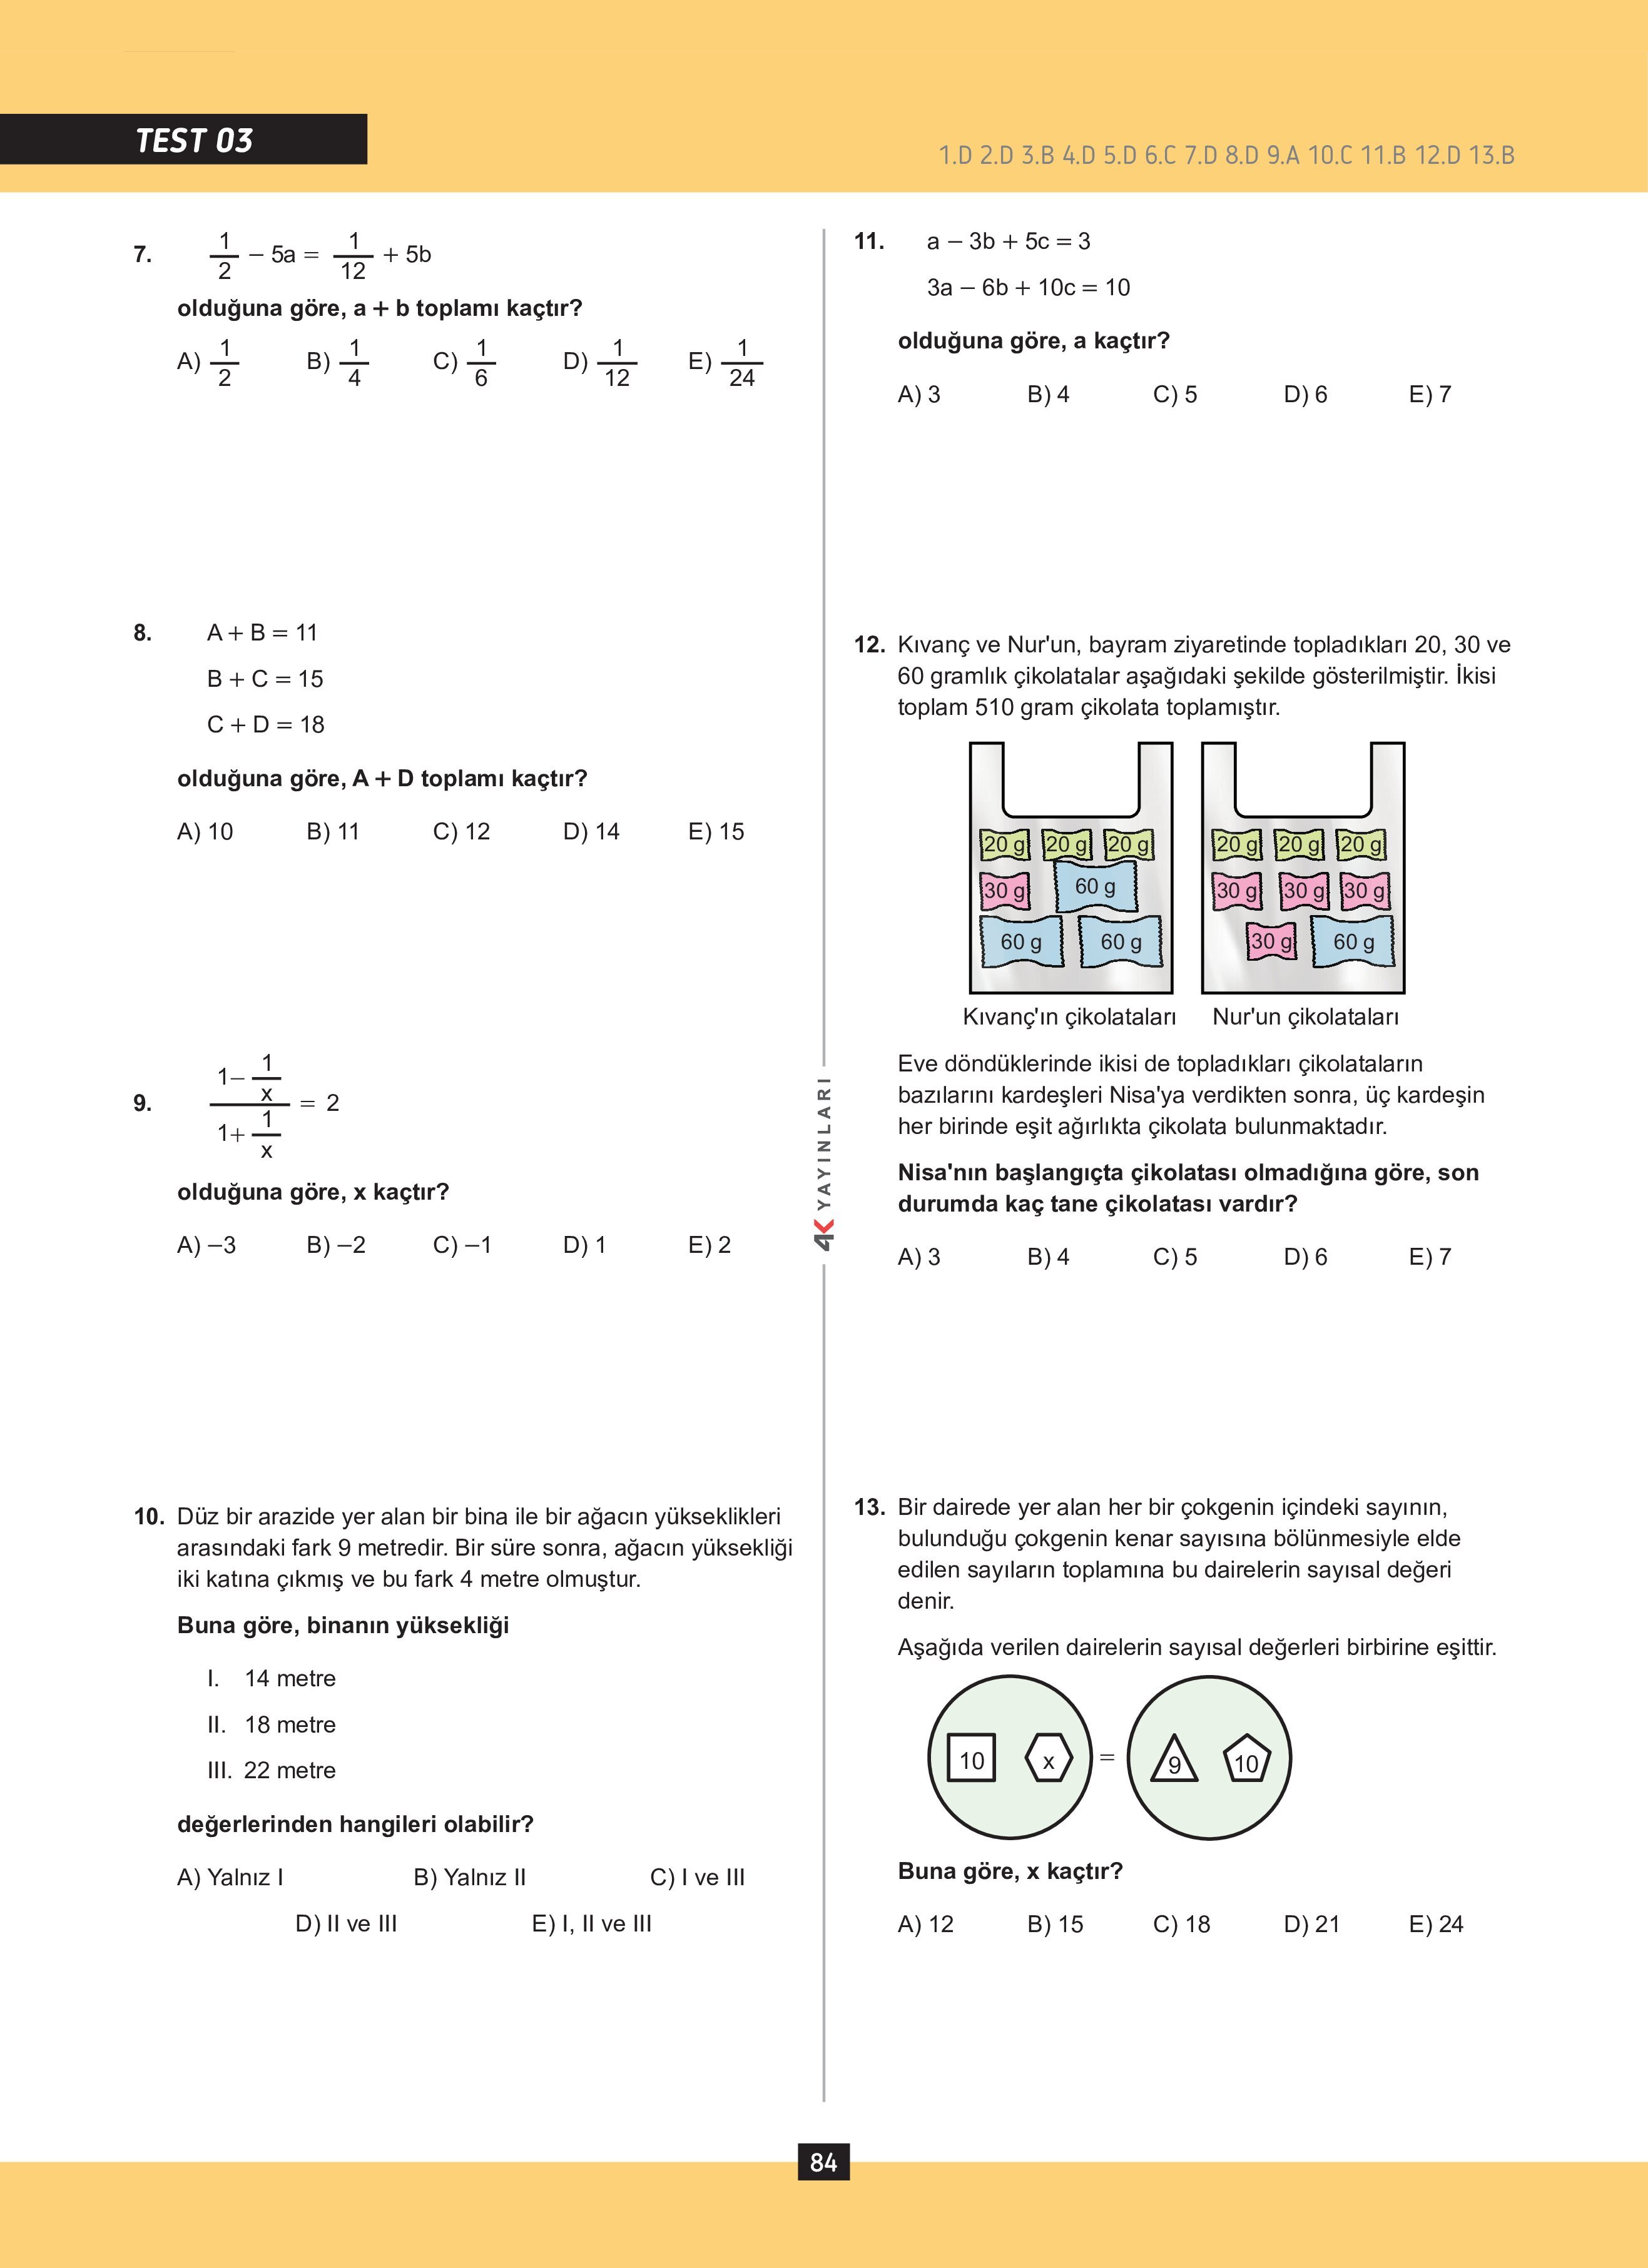 TEST 03
1.D 2.D 3.B 4.D 5.D 6.C 7.D 8.D 9.A 10.C 11.B 12.D 13.B
7. 1/2 − 5a = 1/12 + 5b
olduğuna göre, a + b toplamı kaçtır?
A) 1/2 B) 1/4 C) 1/6 D) 1/12 E) 1/24
8. A + B = 11
B + C = 15
C + D = 18
olduğuna göre, A + D toplamı kaçtır?
A) 10 B) 11 C) 12 D) 14 E) 15
9. (1 − 1/x) / (1 + 1/x) = 2
olduğuna göre, x kaçtır?
A) −3 B) −2 C) −1 D) 1 E) 2
10. Düz bir arazide yer alan bir bina ile bir ağacın yükseklikleri
arasındaki fark 9 metredir. Bir süre sonra, ağacın yüksekliği
iki katına çıkmış ve bu fark 4 metre olmuştur.
Buna göre, binanın yüksekliği
I. 14 metre
II. 18 metre
III. 22 metre
değerlerinden hangileri olabilir?
A) Yalnız I B) Yalnız II C) I ve III
D) II ve III E) I, II ve III
4K YAYINLARI
11. a − 3b + 5c = 3
3a − 6b + 10c = 10
olduğuna göre, a kaçtır?
A) 3 B) 4 C) 5 D) 6 E) 7
12. Kıvanç ve Nur'un, bayram ziyaretinde topladıkları 20, 30 ve
60 gramlık çikolatalar aşağıdaki şekilde gösterilmiştir. İkisi
toplam 510 gram çikolata toplamıştır.
20 g 20 g 20 g
30 g 60 g
60 g 60 g
Kıvanç'ın çikolataları
20 g 20 g 20 g
30 g 30 g 30 g
30 g 60 g
Nur'un çikolataları
Eve döndüklerinde ikisi de topladıkları çikolataların
bazılarını kardeşleri Nisa'ya verdikten sonra, üç kardeşin
her birinde eşit ağırlıkta çikolata bulunmaktadır.
Nisa'nın başlangıçta çikolatası olmadığına göre, son
durumda kaç tane çikolatası vardır?
A) 3 B) 4 C) 5 D) 6 E) 7
13. Bir dairede yer alan her bir çokgenin içindeki sayının,
bulunduğu çokgenin kenar sayısına bölünmesiyle elde
edilen sayıların toplamına bu dairelerin sayısal değeri
denir.
Aşağıda verilen dairelerin sayısal değerleri birbirine eşittir.
10 x = 9 10
Buna göre, x kaçtır?
A) 12 B) 15 C) 18 D) 21 E) 24
84